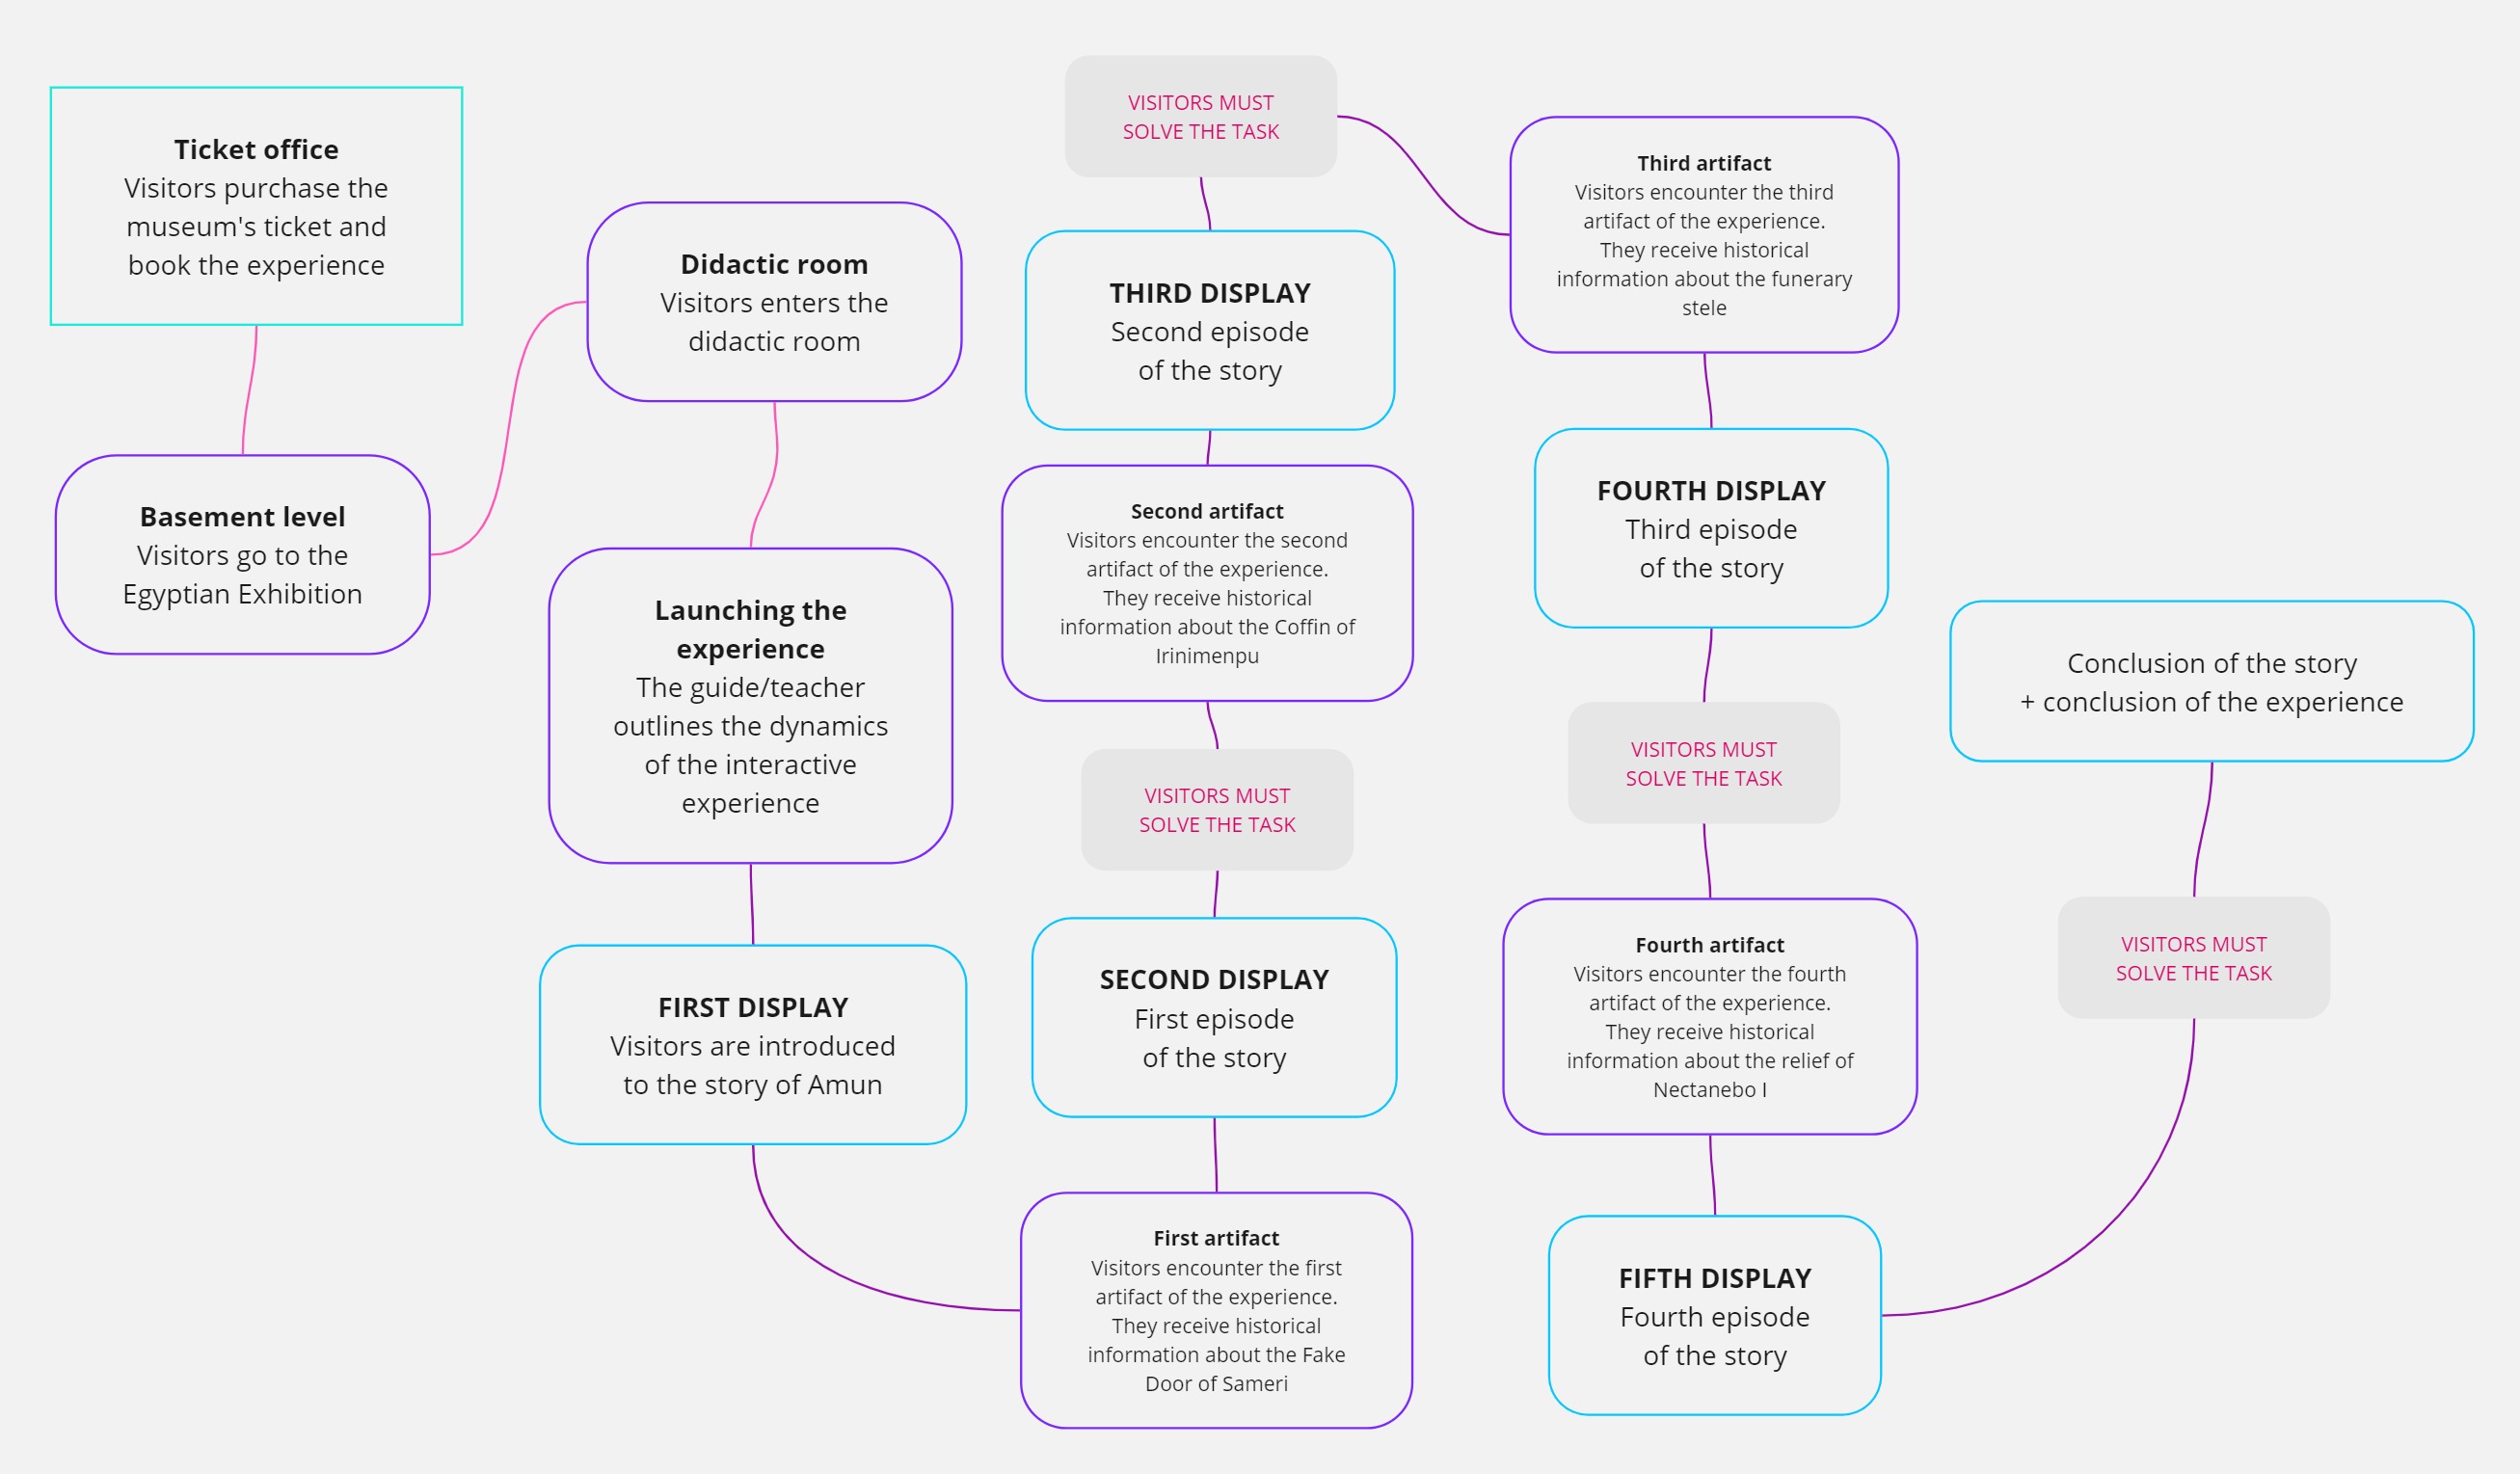 Ticket office
Visitors purchase the
museum's ticket and
book the experience
Basement level
Visitors go to the
Egyptian Exhibition
Didactic room
Visitors enters the
didactic room
Launching the
experience
The guide/teacher
outlines the dynamics
of the interactive
experience
FIRST DISPLAY
Visitors are introduced
to the story of Amun
First artifact
Visitors encounter the first
artifact of the experience.
They receive historical
information about the Fake
Door of Sameri
SECOND DISPLAY
First episode
of the story
VISITORS MUST
SOLVE THE TASK
Second artifact
Visitors encounter the second
artifact of the experience.
They receive historical
information about the Coffin of
Irinimenpu
THIRD DISPLAY
Second episode
of the story
VISITORS MUST
SOLVE THE TASK
Third artifact
Visitors encounter the third
artifact of the experience.
They receive historical
information about the funerary
stele
FOURTH DISPLAY
Third episode
of the story
VISITORS MUST
SOLVE THE TASK
Fourth artifact
Visitors encounter the fourth
artifact of the experience.
They receive historical
information about the relief of
Nectanebo I
FIFTH DISPLAY
Fourth episode
of the story
VISITORS MUST
SOLVE THE TASK
Conclusion of the story
+ conclusion of the experience